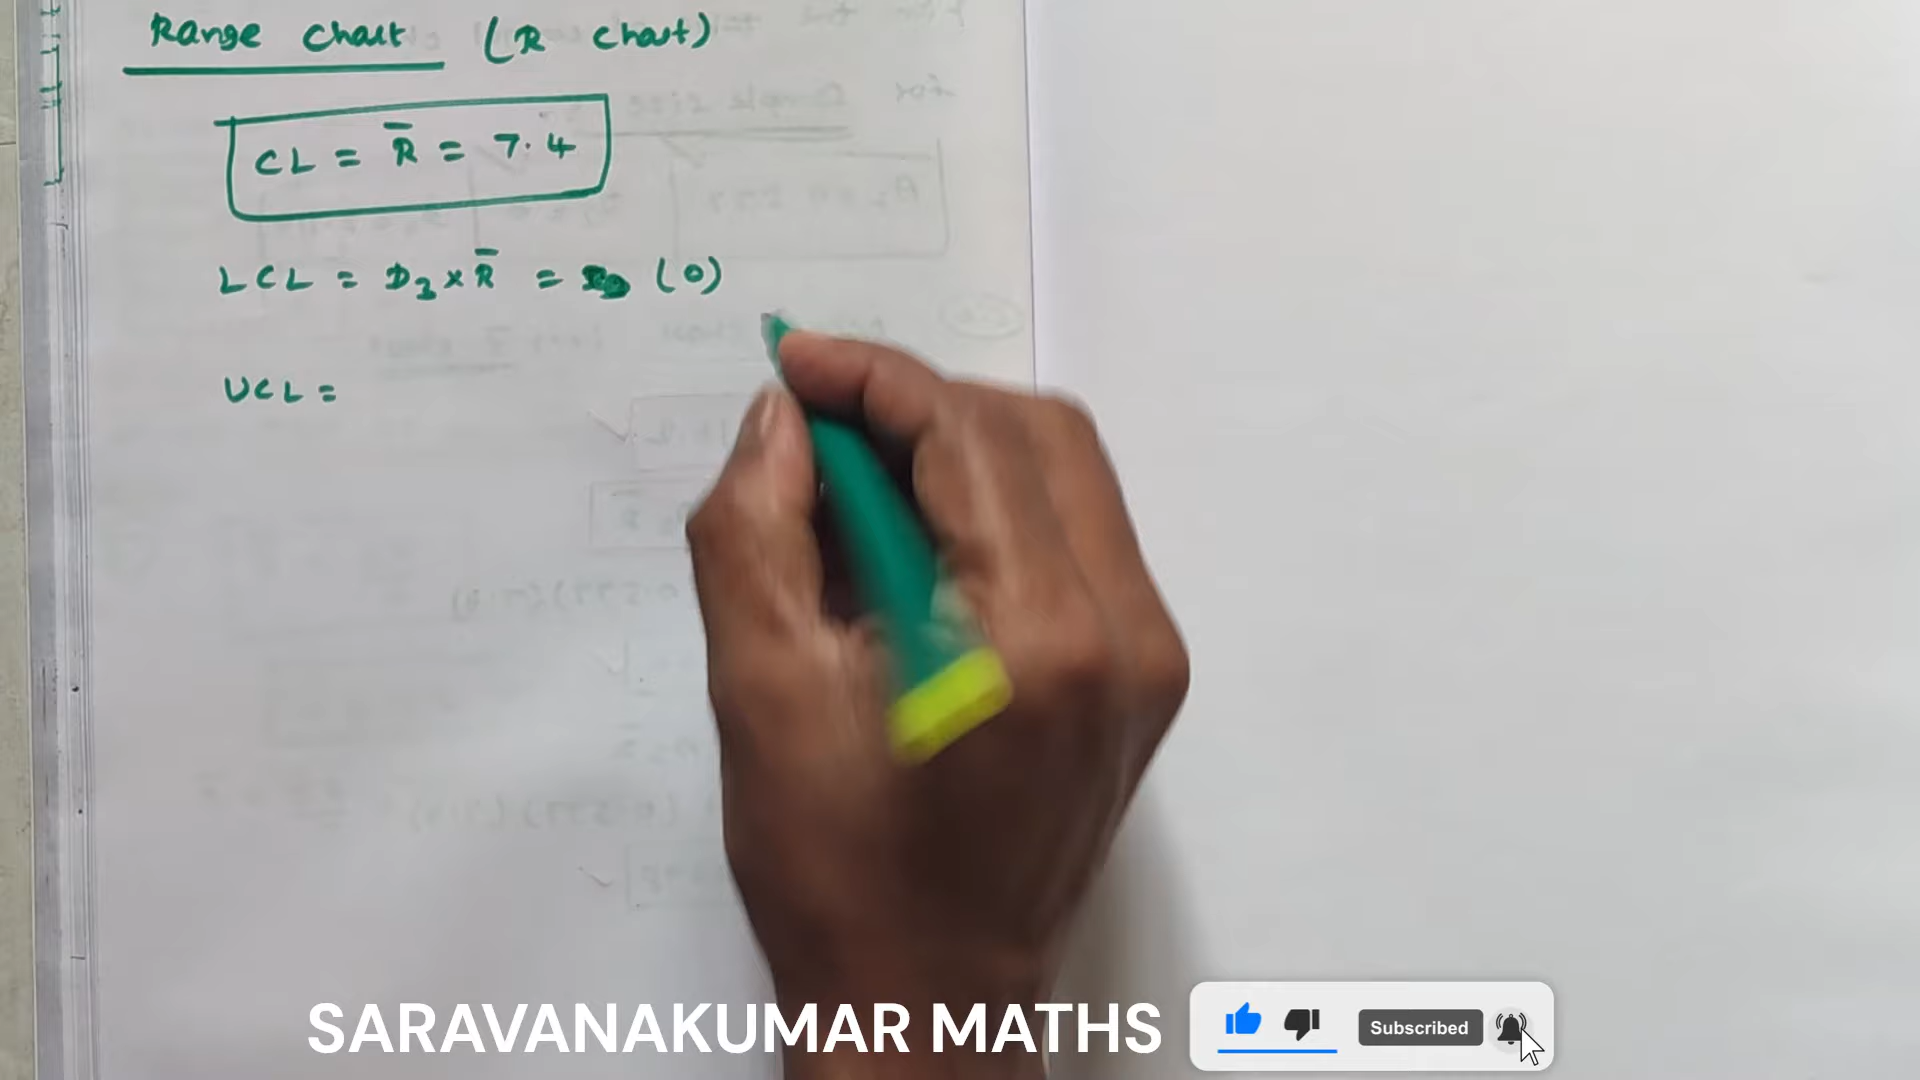 Range Chart (R Chart)
CL = R̅ = 7.4
LCL = D₃ × R̅ = (0)
UCL =
SARAVANAKUMAR MATHS
Subscribed